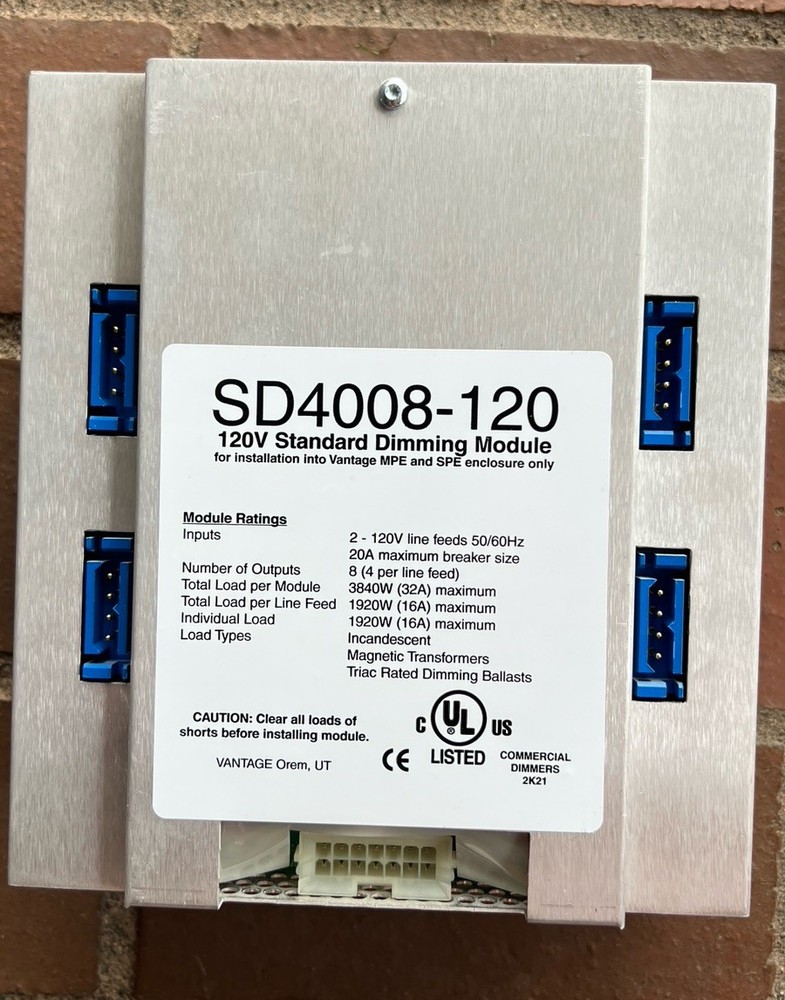 SD4008-120
120V Standard Dimming Module
for installation into Vantage MPE and SPE enclosure only
Module Ratings
Inputs 2 - 120V line feeds 50/60Hz
20A maximum breaker size
Number of Outputs 8 (4 per line feed)
Total Load per Module 3840W (32A) maximum
Total Load per Line Feed 1920W (16A) maximum
Individual Load 1920W (16A) maximum
Load Types Incandescent
Magnetic Transformers
Triac Rated Dimming Ballasts
CAUTION: Clear all loads of
shorts before installing module.
VANTAGE Orem, UT
CE
C UL ® US
LISTED
COMMERCIAL
DIMMERS
2K21